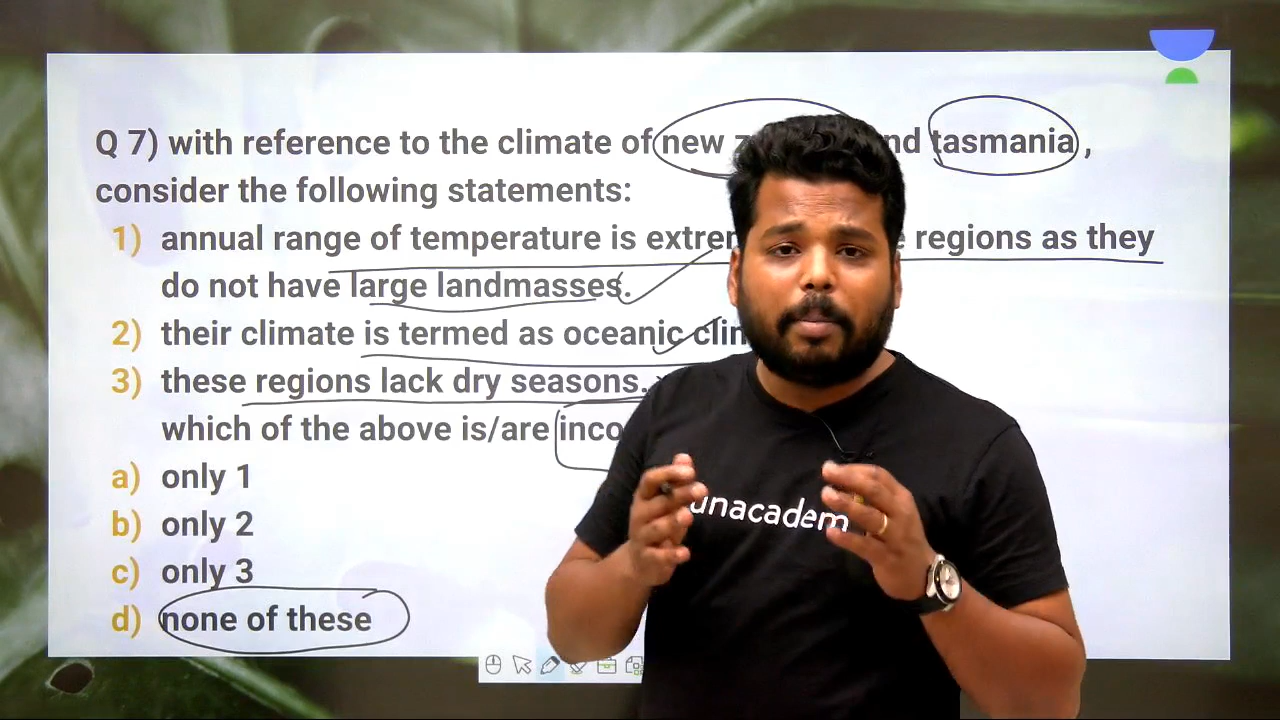 Q 7) with reference to the climate of new nd tasmania ,
consider the following statements:
1) annual range of temperature is extrem regions as they
do not have large landmasses.
2) their climate is termed as oceanic clim
3) these regions lack dry seasons.
which of the above is/are inco
a) only 1
b) only 2
c) only 3
d) none of these
unacadem